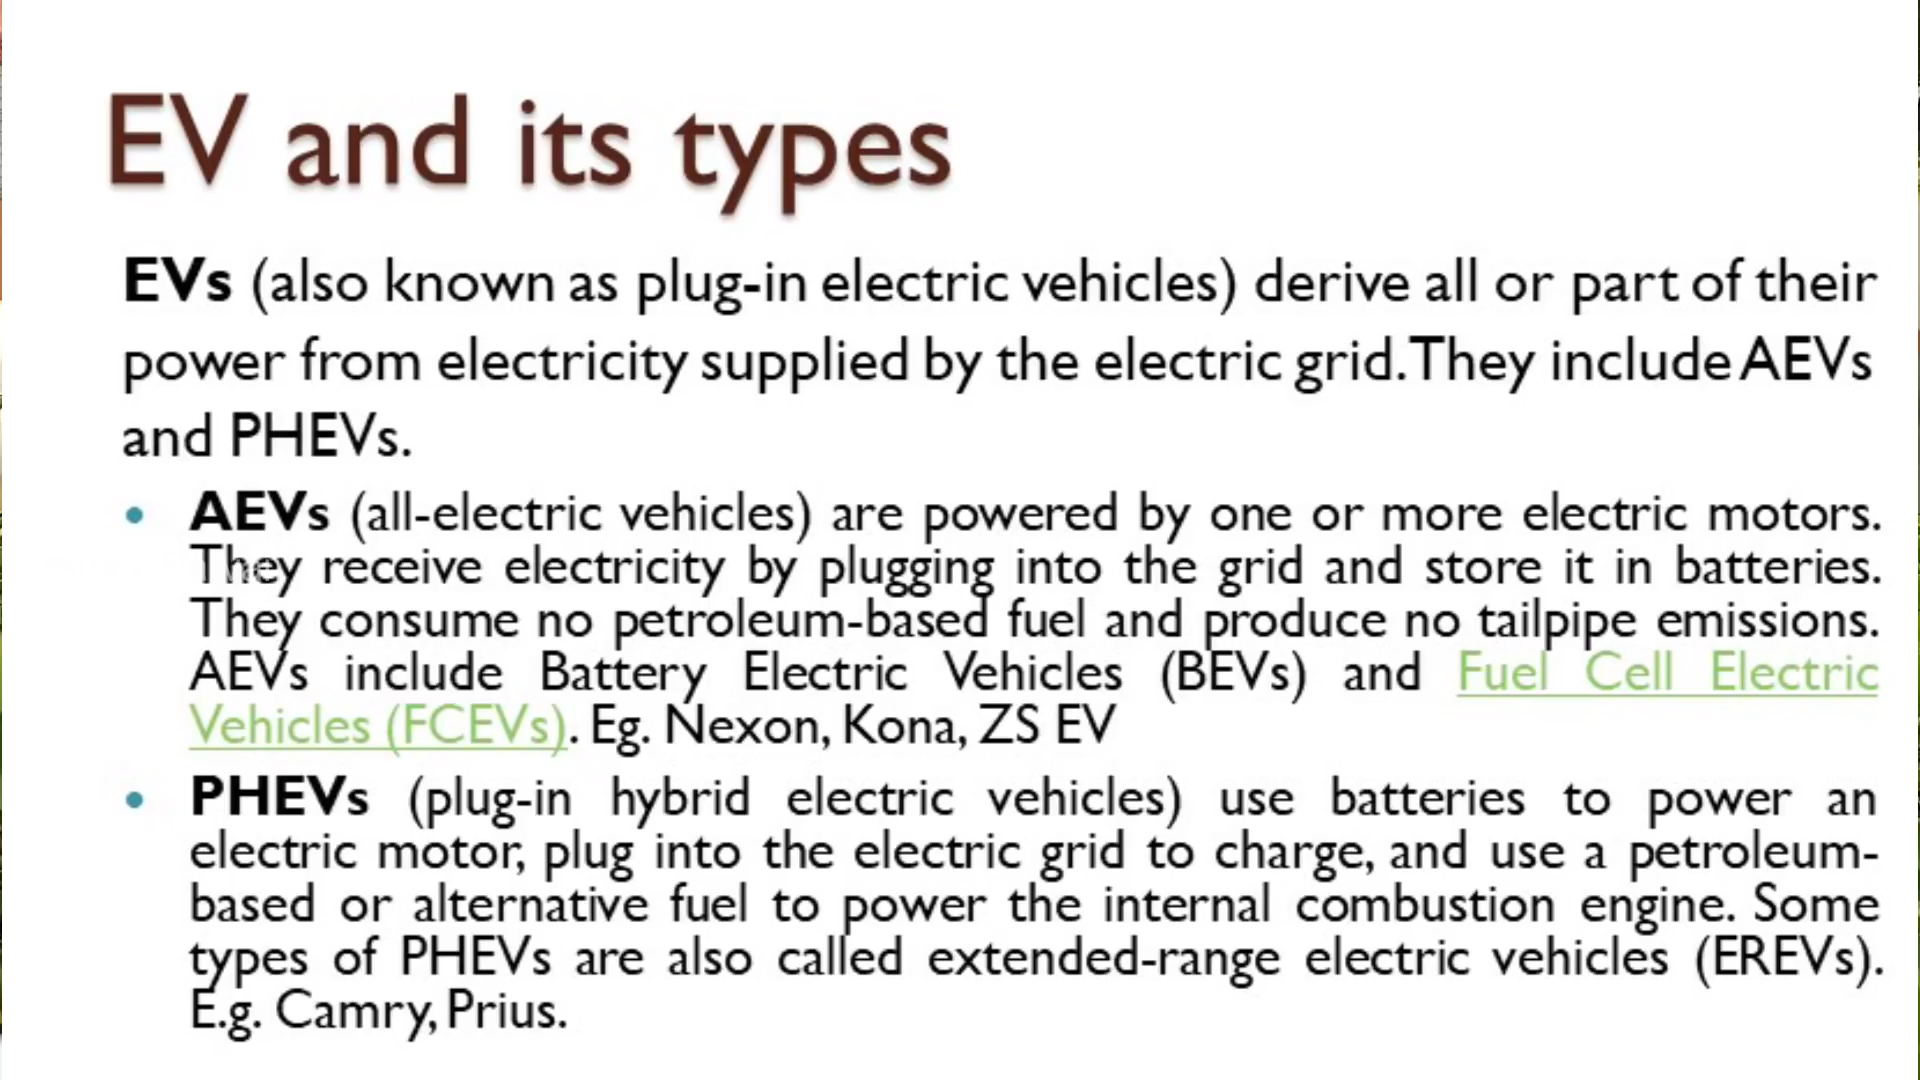 EV and its types
EVs (also known as plug-in electric vehicles) derive all or part of their
power from electricity supplied by the electric grid. They include AEVs
and PHEVs.
• AEVs (all-electric vehicles) are powered by one or more electric motors.
They receive electricity by plugging into the grid and store it in batteries.
They consume no petroleum-based fuel and produce no tailpipe emissions.
AEVs include Battery Electric Vehicles (BEVs) and Fuel Cell Electric
Vehicles (FCEVs). Eg. Nexon, Kona, ZS EV
• PHEVs (plug-in hybrid electric vehicles) use batteries to power an
electric motor, plug into the electric grid to charge, and use a petroleum-
based or alternative fuel to power the internal combustion engine. Some
types of PHEVs are also called extended-range electric vehicles (EREVs).
E.g. Camry, Prius.